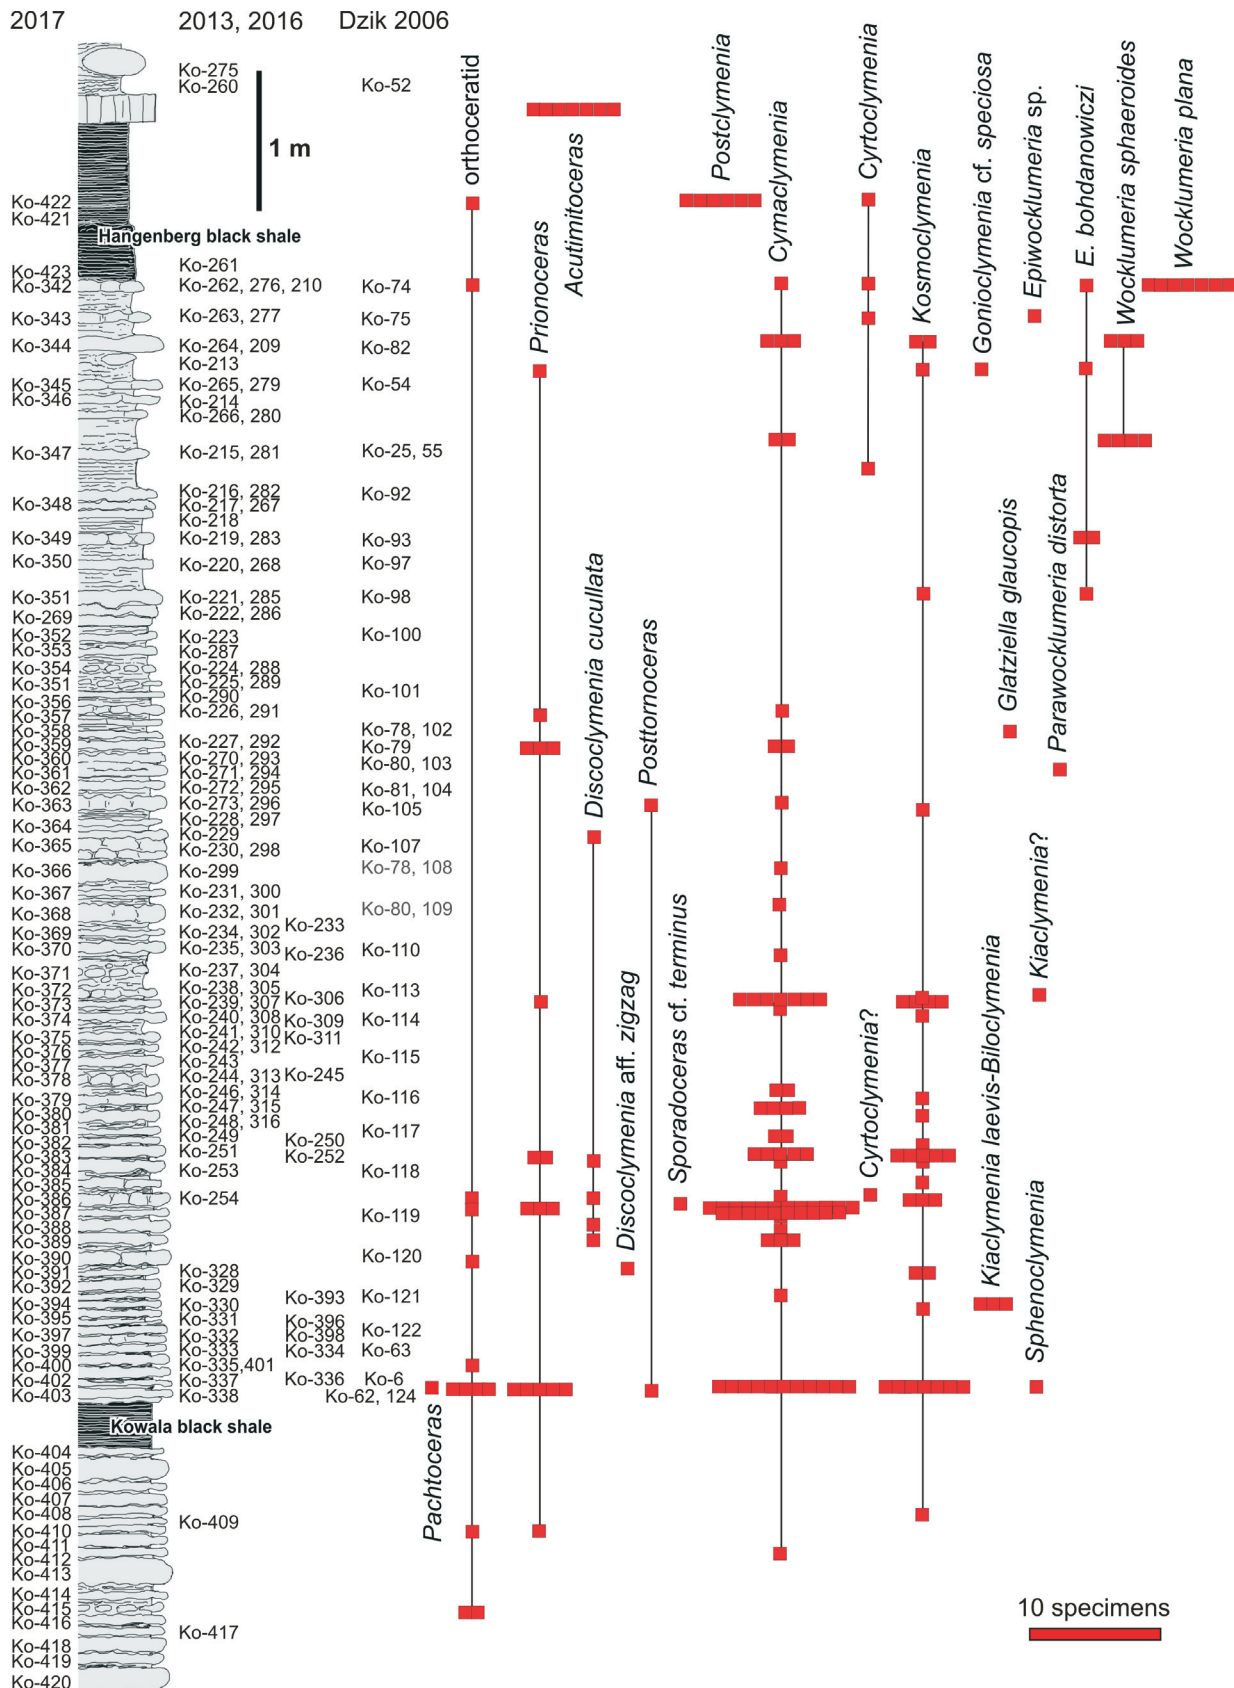 2017
2013, 2016
Dzik 2006
Ko-275
Ko-260
Ko-52
1 m
Ko-422
Ko-421
Hangenberg black shale
Ko-261
Ko-423
Ko-342
Ko-262, 276, 210
Ko-74
Ko-343
Ko-263, 277
Ko-75
Ko-344
Ko-264, 209
Ko-82
Ko-213
Ko-345
Ko-265, 279
Ko-54
Ko-346
Ko-214
Ko-266, 280
Ko-347
Ko-215, 281
Ko-25, 55
Ko-216, 282
Ko-92
Ko-348
Ko-217, 267
Ko-218
Ko-349
Ko-219, 283
Ko-93
Ko-350
Ko-220, 268
Ko-97
Ko-351
Ko-221, 285
Ko-98
Ko-269
Ko-222, 286
Ko-352
Ko-223
Ko-100
Ko-353
Ko-287
Ko-354
Ko-224, 288
Ko-351
Ko-225, 289
Ko-290
Ko-101
Ko-356
Ko-226, 291
Ko-357
Ko-358
Ko-78, 102
Ko-359
Ko-227, 292
Ko-79
Ko-360
Ko-270, 293
Ko-80, 103
Ko-361
Ko-271, 294
Ko-362
Ko-272, 295
Ko-81, 104
Ko-363
Ko-273, 296
Ko-105
Ko-364
Ko-228, 297
Ko-229
Ko-365
Ko-230, 298
Ko-107
Ko-366
Ko-299
Ko-78, 108
Ko-367
Ko-231, 300
Ko-368
Ko-232, 301
Ko-80, 109
Ko-233
Ko-369
Ko-234, 302
Ko-370
Ko-235, 303
Ko-236
Ko-110
Ko-371
Ko-237, 304
Ko-372
Ko-238, 305
Ko-113
Ko-373
Ko-239, 307
Ko-306
Ko-374
Ko-240, 308
Ko-309
Ko-114
Ko-375
Ko-241, 310
Ko-311
Ko-376
Ko-242, 312
Ko-115
Ko-377
Ko-243
Ko-378
Ko-244, 313
Ko-245
Ko-379
Ko-246, 314
Ko-116
Ko-380
Ko-247, 315
Ko-381
Ko-248, 316
Ko-117
Ko-382
Ko-249
Ko-250
Ko-383
Ko-251
Ko-252
Ko-384
Ko-253
Ko-118
Ko-385
Ko-386
Ko-254
Ko-387
Ko-119
Ko-388
Ko-389
Ko-390
Ko-120
Ko-391
Ko-328
Ko-392
Ko-329
Ko-393
Ko-121
Ko-394
Ko-330
Ko-395
Ko-331
Ko-396
Ko-397
Ko-332
Ko-398
Ko-122
Ko-399
Ko-333
Ko-334
Ko-63
Ko-400
Ko-335,401
Ko-402
Ko-337
Ko-336
Ko-6
Ko-403
Ko-338
Ko-62, 124
Kowala black shale
Ko-404
Ko-405
Ko-406
Ko-407
Ko-408
Ko-409
Ko-410
Ko-411
Ko-412
Ko-413
Ko-414
Ko-415
Ko-416
Ko-417
Ko-418
Ko-419
Ko-420
Pachtoceras
orthoceratid
Prionoceras
Acutimitoceras
Discoclymenia cucullata
Discoclymenia aff. zigzag
Posttornoceras
Sporadoceras cf. terminus
Postclymenia
Cymaclymenia
Cyrtoclymenia
Cyrtoclymenia?
Kosmoclymenia
Gonioclymenia cf. speciosa
Kiaclymenia laevis-Biloclymenia
Glatziella glaucopis
Epiwocklumeria sp.
Kiaclymenia?
Sphenoclymenia
Parawocklumeria distorta
E. bohdanowiczi
Wocklumeria sphaeroides
Wocklumeria plana
10 specimens